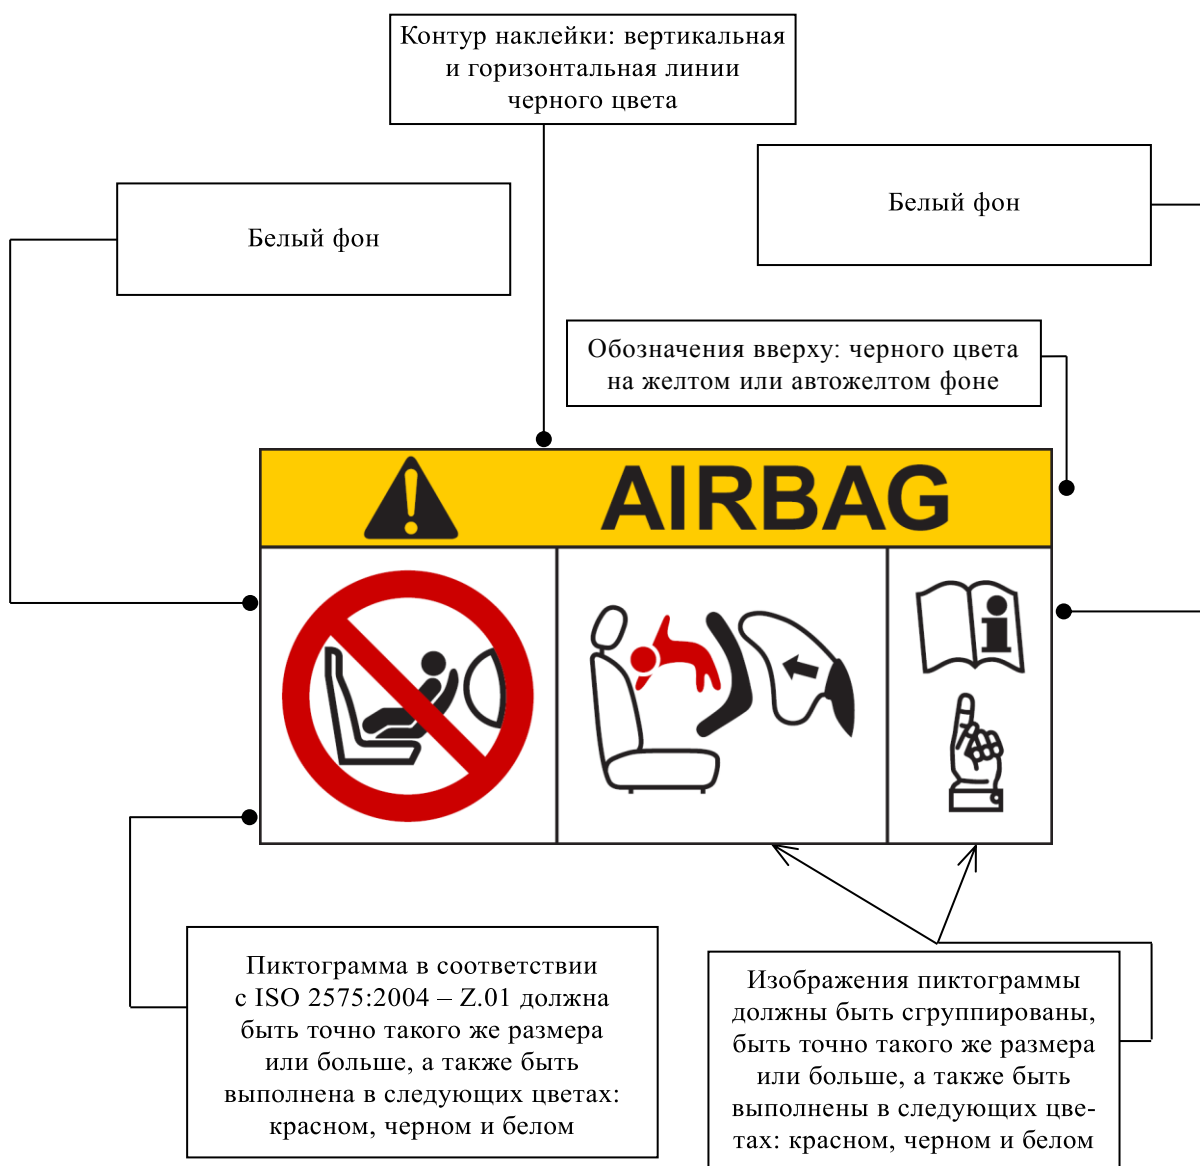 Контур наклейки: вертикальная
и горизонтальная линии
черного цвета
Белый фон
Белый фон
Обозначения вверху: черного цвета
на желтом или автожелтом фоне
AIRBAG
Пиктограмма в соответствии
с ISO 2575:2004 – Z.01 должна
быть точно такого же размера
или больше, а также быть
выполнена в следующих цветах:
красном, черном и белом
Изображения пиктограммы
должны быть сгруппированы,
быть точно такого же размера
или больше, а также быть
выполнены в следующих цве-
тах: красном, черном и белом